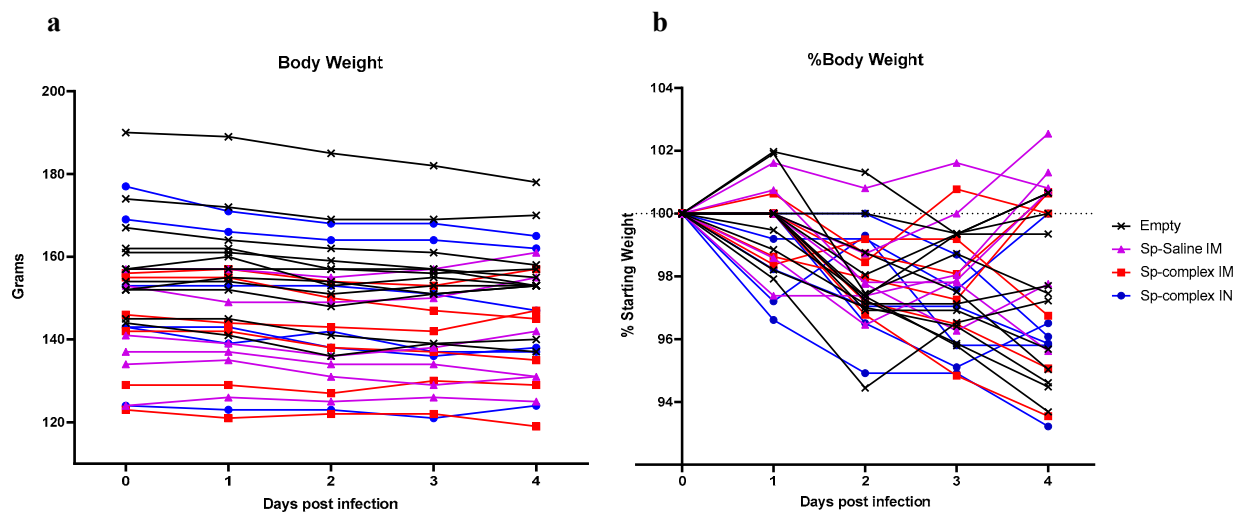 a
Body Weight
200
180
160
140
120
Grams
0 1 2 3 4
Days post infection
b
%Body Weight
104
102
100
98
96
94
% Starting Weight
0 1 2 3 4
Days post infection
Empty
Sp-Saline IM
Sp-complex IM
Sp-complex IN